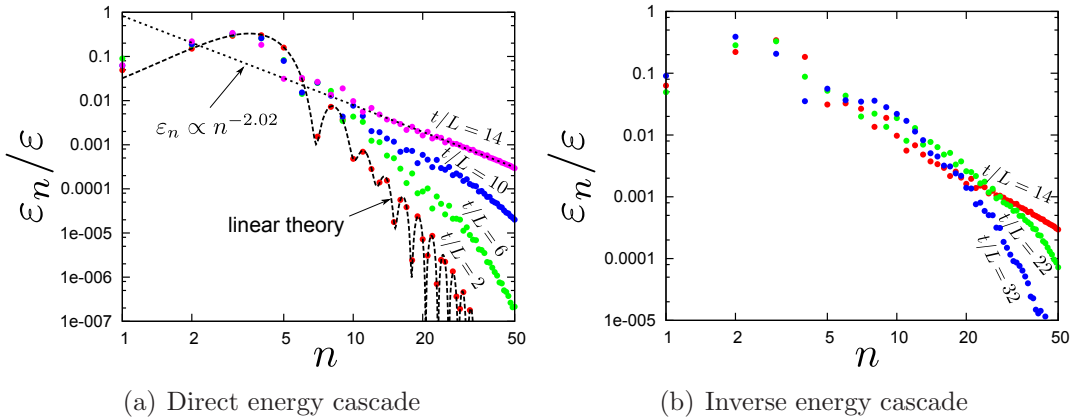 1
0.1
0.01
0.001
0.0001
1e-005
1e-006
1e-007
εn/ε
εn ∝ n^−2.02
linear theory
t/L = 14
t/L = 10
t/L = 6
t/L = 2
1 2 5 10 20 50
n
(a) Direct energy cascade
1
0.1
0.01
0.001
0.0001
1e-005
εn/ε
t/L = 14
t/L = 22
t/L = 32
1 2 5 10 20 50
n
(b) Inverse energy cascade